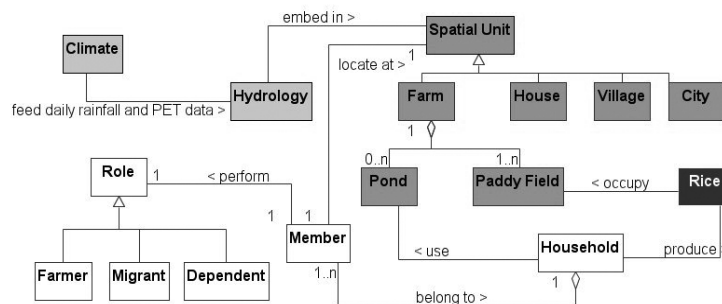 embed in >
Spatial Unit
Climate
1
locate at >
Hydrology
Farm
House
Village
City
feed daily rainfall and PET data >
1
0..n
1..n
Role
1
< perform
Pond
Paddy Field
< occupy
Rice
1
1
Member
< use
Household
produce >
Farmer
Migrant
Dependent
1..n
1
belong to >